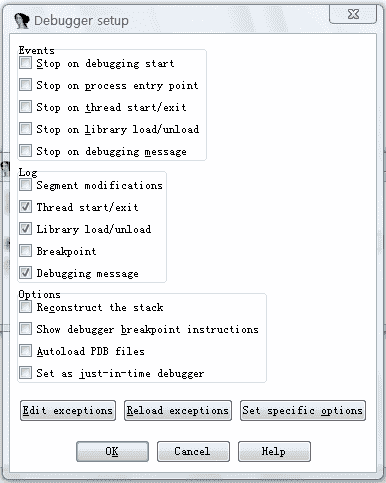 Debugger setup
Events
Stop on debugging start
Stop on process entry point
Stop on thread start/exit
Stop on library load/unload
Stop on debugging message
Log
Segment modifications
Thread start/exit
Library load/unload
Breakpoint
Debugging message
Options
Reconstruct the stack
Show debugger breakpoint instructions
Autoload PDB files
Set as just-in-time debugger
Edit exceptions Reload exceptions Set specific options
OK Cancel Help